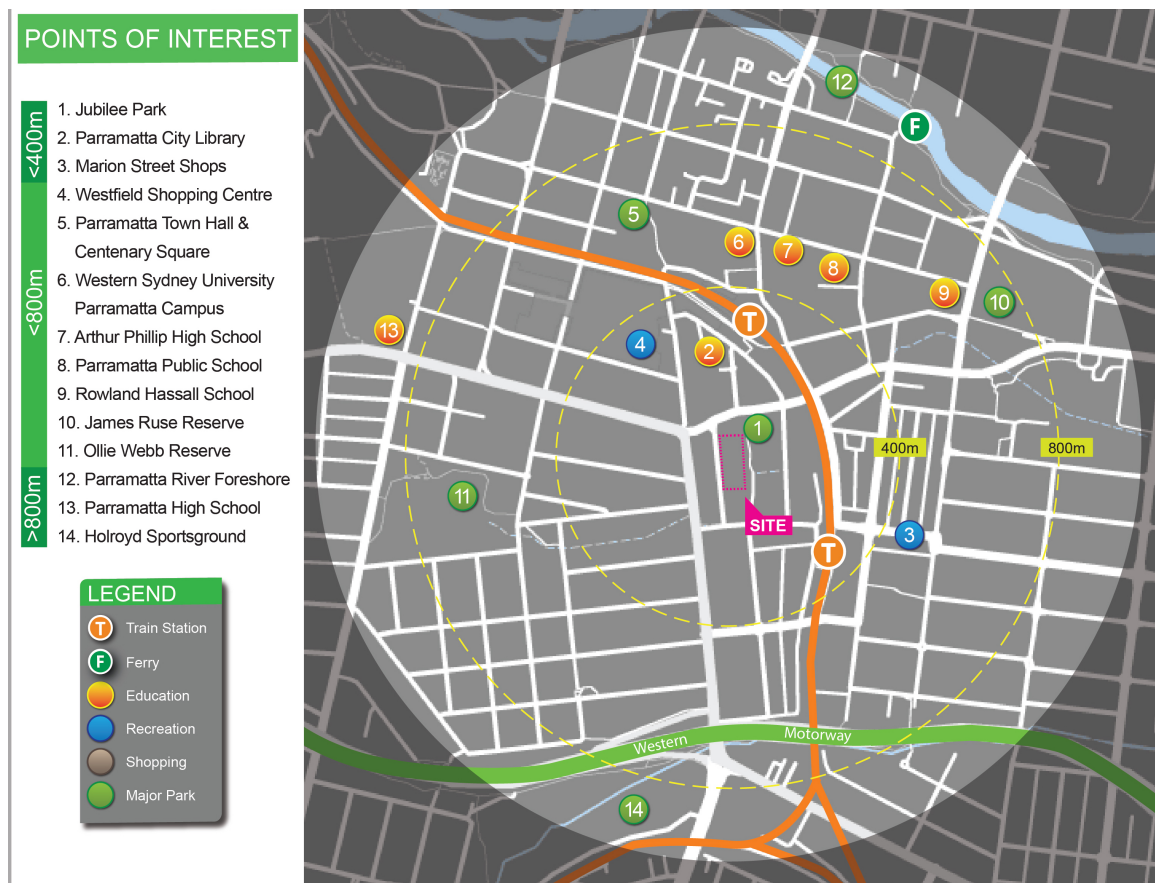 POINTS OF INTEREST
<400m
1. Jubilee Park
2. Parramatta City Library
3. Marion Street Shops
<800m
4. Westfield Shopping Centre
5. Parramatta Town Hall &
Centenary Square
6. Western Sydney University
Parramatta Campus
7. Arthur Phillip High School
8. Parramatta Public School
9. Rowland Hassall School
10. James Ruse Reserve
11. Ollie Webb Reserve
>800m
12. Parramatta River Foreshore
13. Parramatta High School
14. Holroyd Sportsground
LEGEND
T Train Station
F Ferry
Education
Recreation
Shopping
Major Park
12
F
5
6
7
8
9
10
T
13
4
2
1
400m
800m
11
SITE
3
T
Western Motorway
14